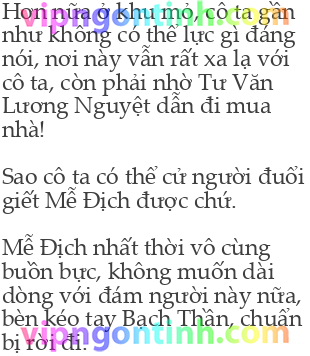 vipngontinh.com
Hơn nữa ở khu mỏ, cô ta gần
như không có thế lực gì đáng
nói, nơi này vẫn rất xa lạ với
cô ta, còn phải nhờ Tư Văn
Lương Nguyệt dẫn đi mua
nhà!
Sao cô ta có thể cử người đuổi
giết Mễ Địch được chứ.
Mễ Địch nhất thời vô cùng
buồn bực, không muốn dài
dòng với đám người này nữa,
bèn kéo tay Bạch Thần, chuẩn
bị rời đi.
vipngontinh.com